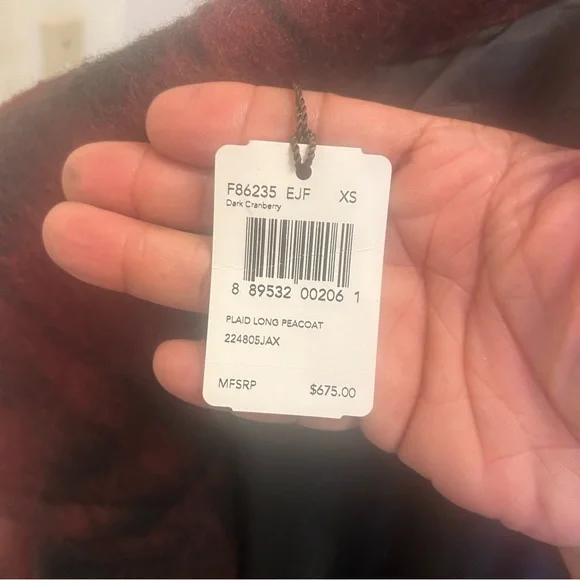 F86235 EJF XS
Dark Cranberry
8 89532 00206 1
PLAID LONG PEACOAT
224805JAX
MFSRP $675.00